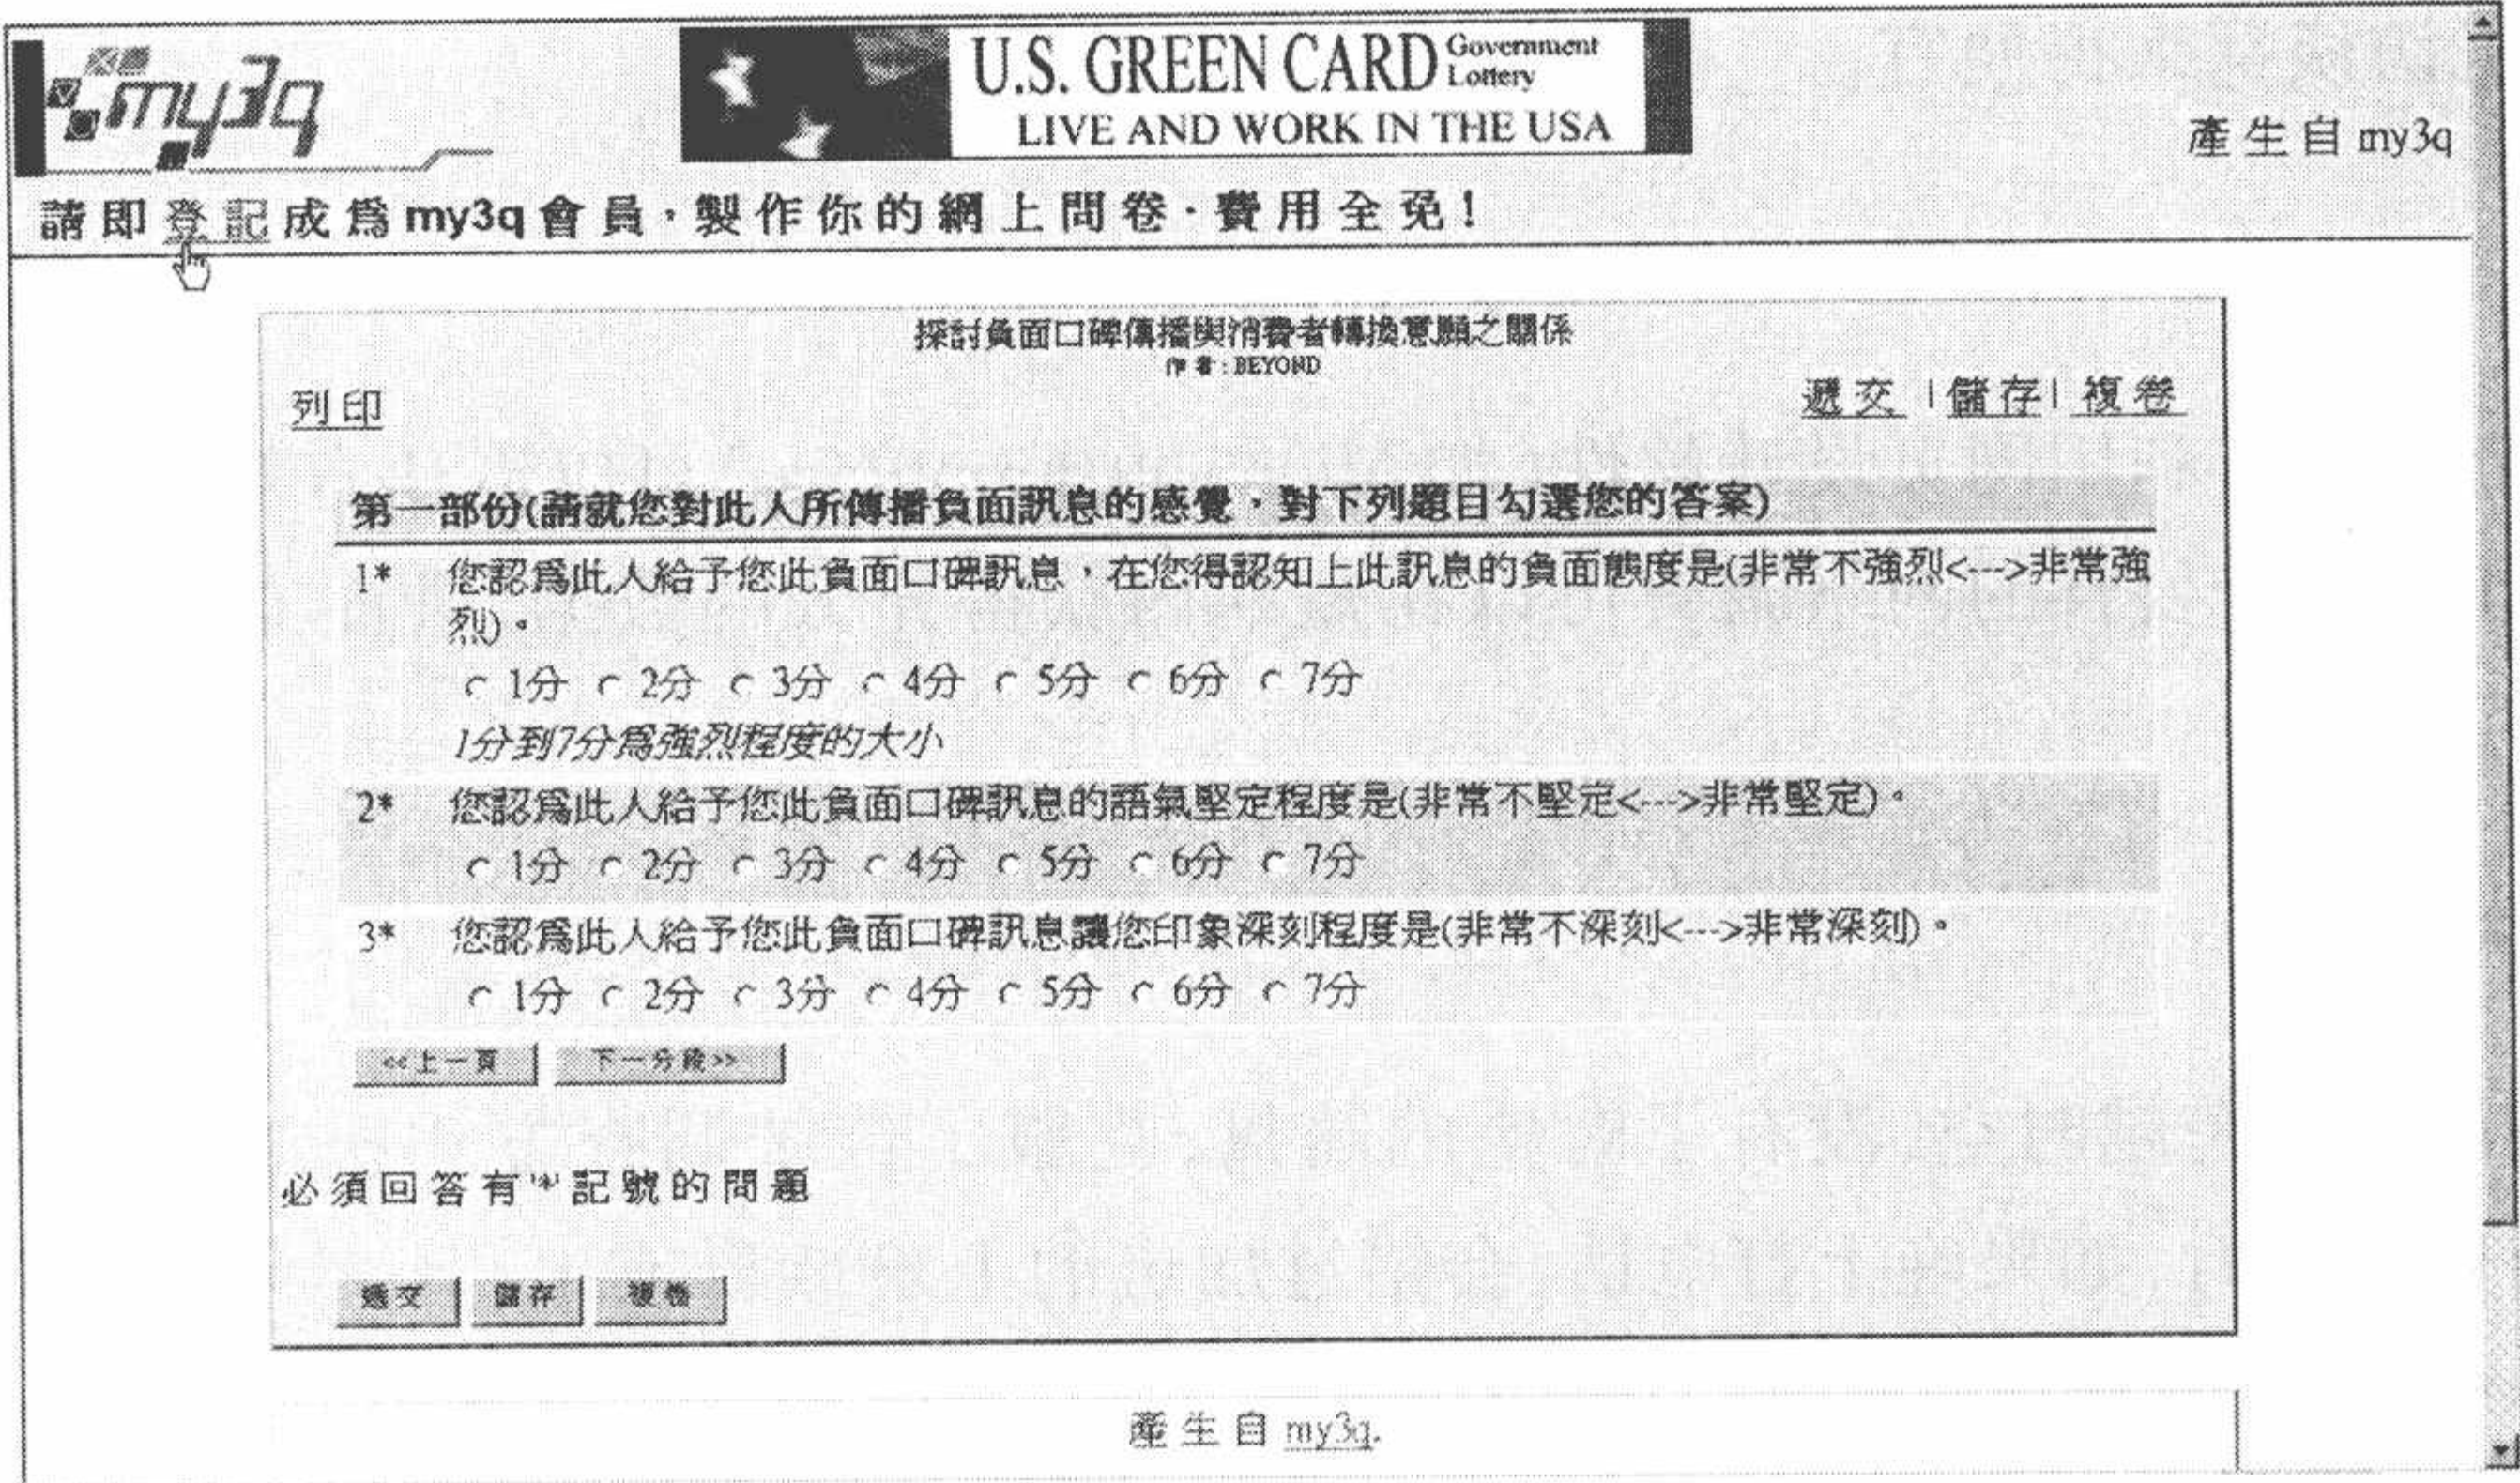 my3q
U.S. GREEN CARD Government Lottery
LIVE AND WORK IN THE USA
產生自 my3q
請即登記成爲my3q會員，製作你的網上問卷·費用全免！
探討負面口碑傳播與消費者轉換意願之關係
作者：BEYOND
列印
遞交 | 儲存 | 複卷
第一部份(請就您對此人所傳播負面訊息的感覺，對下列題目勾選您的答案)
1* 您認爲此人給予您此負面口碑訊息，在您得認知上此訊息的負面態度是(非常不強烈<--->非常強
烈)。
1分 2分 3分 4分 5分 6分 7分
1分到7分爲強烈程度的大小
2* 您認爲此人給予您此負面口碑訊息的語氣堅定程度是(非常不堅定<--->非常堅定)。
1分 2分 3分 4分 5分 6分 7分
3* 您認爲此人給予您此負面口碑訊息讓您印象深刻程度是(非常不深刻<--->非常深刻)。
1分 2分 3分 4分 5分 6分 7分
<<上一頁 下一分段>>
必須回答有'*'記號的問題
遞交 儲存 複卷
產生自 my3q.